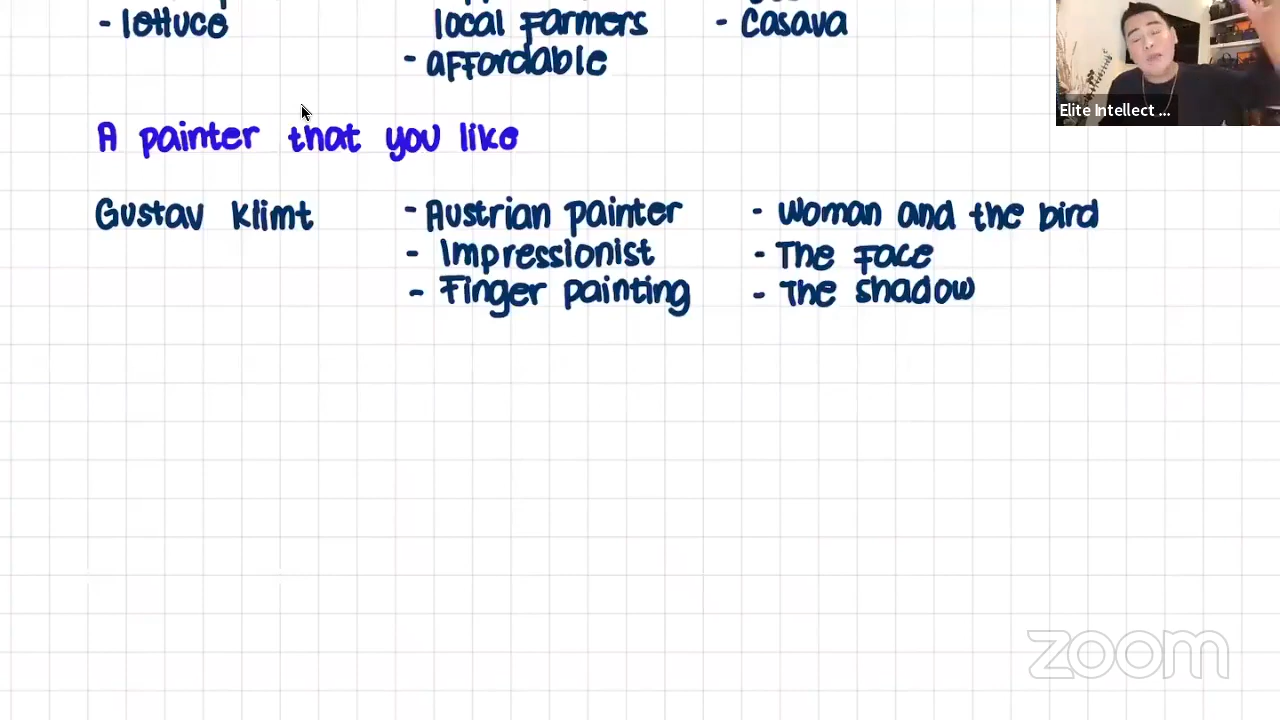 - lettuce
local farmers
- Casava
- affordable
Elite Intellect ...
A painter that you like
Gustav Klimt
- Austrian painter
- Impressionist
- Finger painting
- Woman and the bird
- The Face
- The shadow
zoom